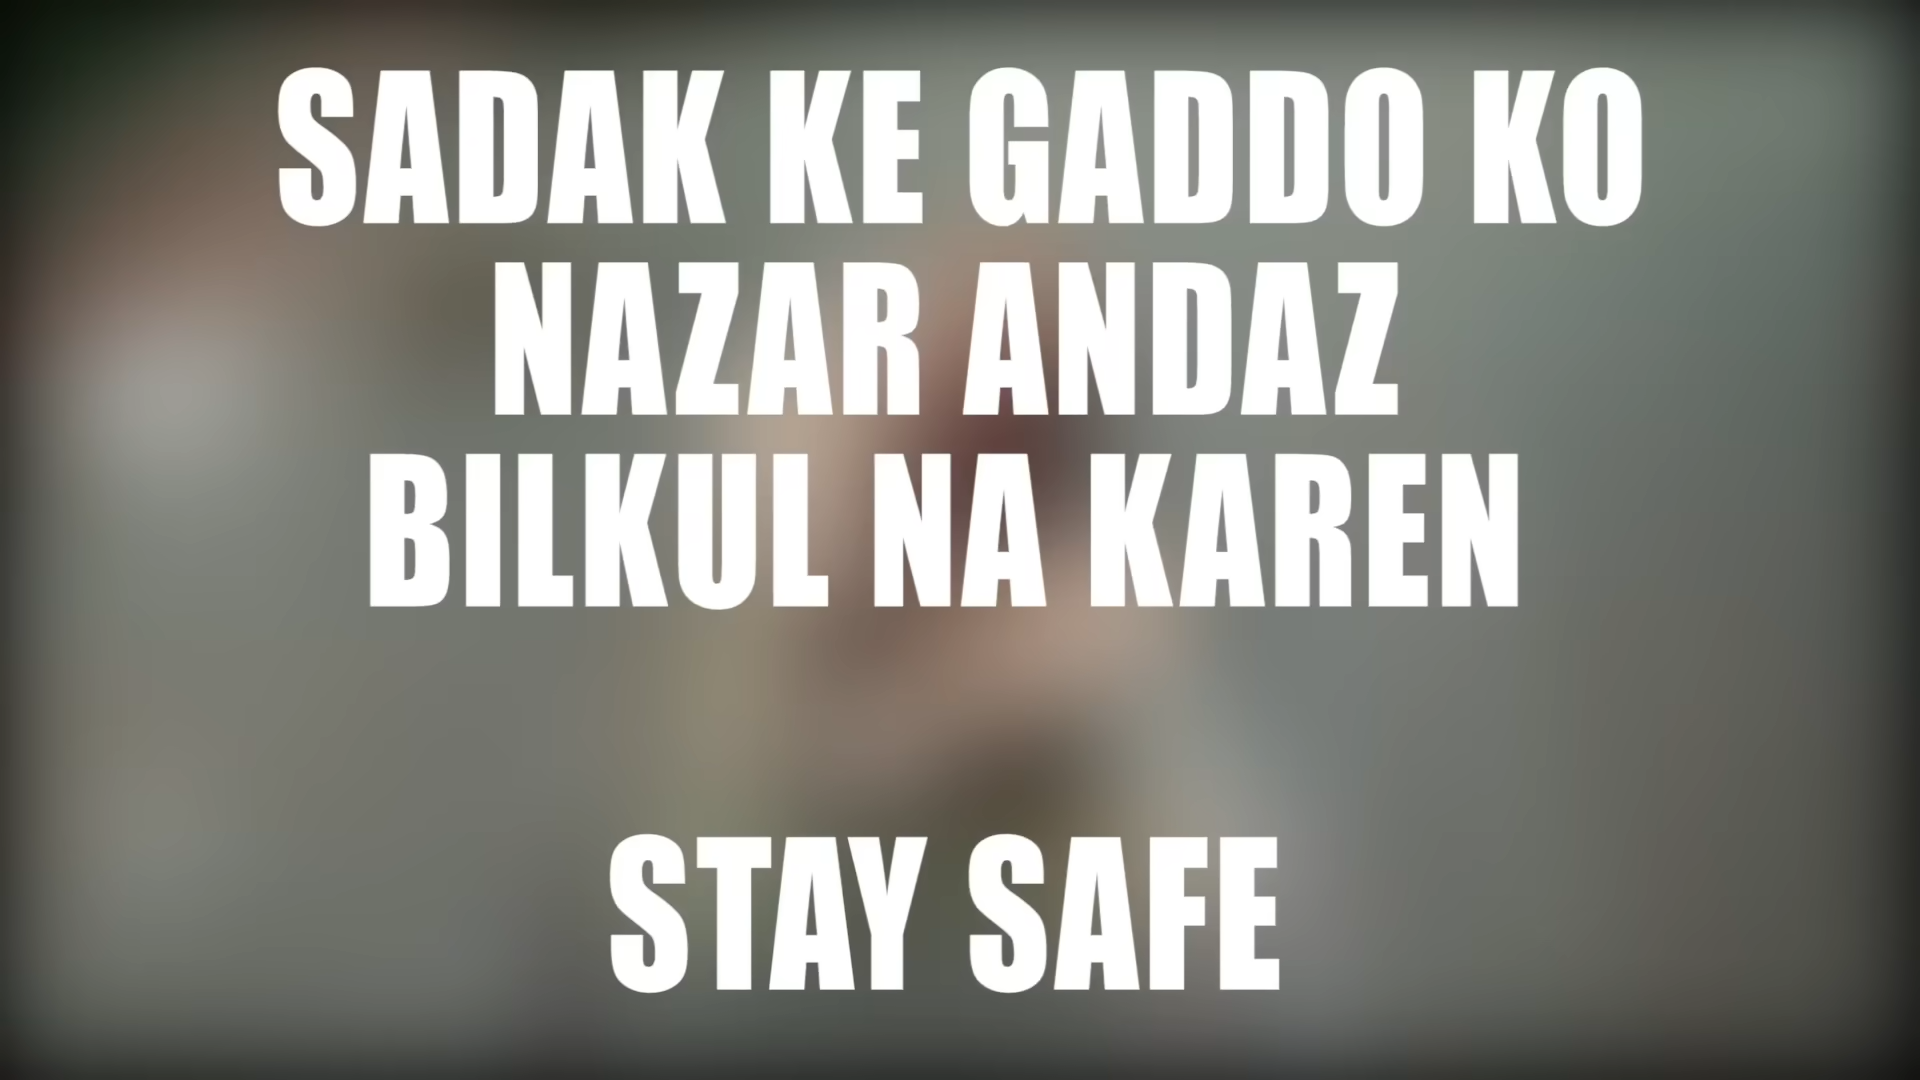 SADAK KE GADDO KO
NAZAR ANDAZ
BILKUL NA KAREN
STAY SAFE